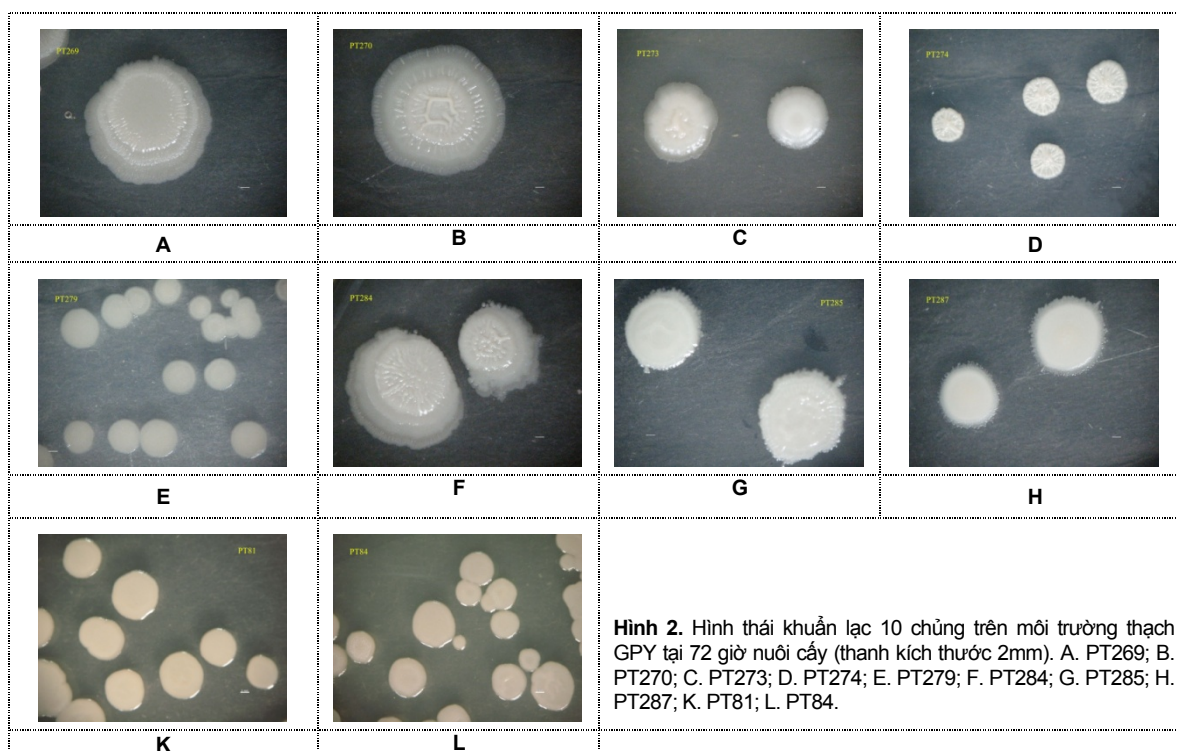 PT269 PT270 PT273 PT274
A B C D
PT279 PT284 PT285 PT287
E F G H
PT81 PT84
Hình 2. Hình thái khuẩn lạc 10 chủng trên môi trường thạch
GPY tại 72 giờ nuôi cấy (thanh kích thước 2mm). A. PT269; B.
PT270; C. PT273; D. PT274; E. PT279; F. PT284; G. PT285; H.
PT287; K. PT81; L. PT84.
K L